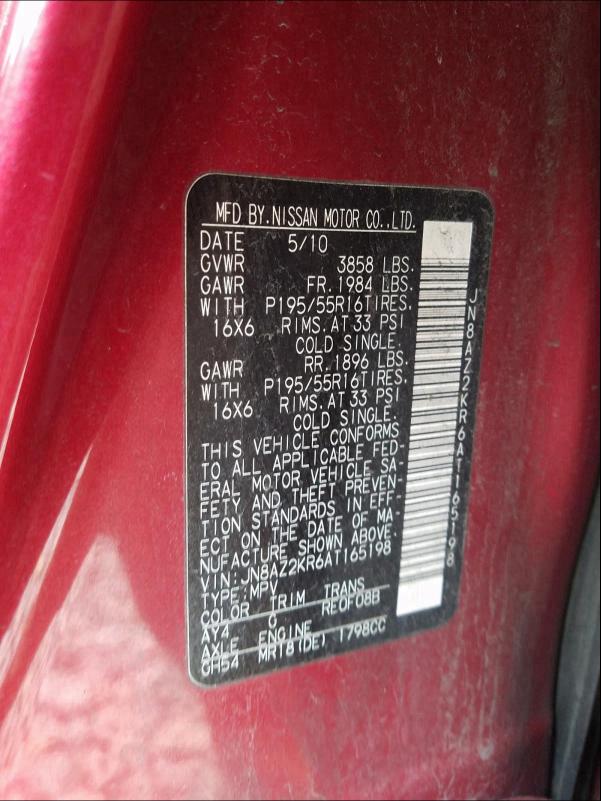 MFD BY.NISSAN MOTOR CO.,LTD.
DATE 5/10
GVWR 3858 LBS.
GAWR FR.1984 LBS.
WITH P195/55R16TIRES.
16X6 RIMS.AT 33 PSI
COLD SINGLE.
GAWR RR.1896 LBS.
WITH P195/55R16TIRES.
16X6 RIMS.AT 33 PSI
COLD SINGLE.
THIS VEHICLE CONFORMS
TO ALL APPLICABLE FED-
ERAL MOTOR VEHICLE SA-
FETY AND THEFT PREVEN-
TION STANDARDS IN EFF-
ECT ON THE DATE OF MA-
NUFACTURE SHOWN ABOVE.
VIN:JN8AZ2KR6AT165198
TYPE:MPV
COLOR TRIM TRANS
AY4 G RE0F08B
AXLE ENGINE
GH54 MR18(DE) 1798CC
JN8AZ2KR6AT165198